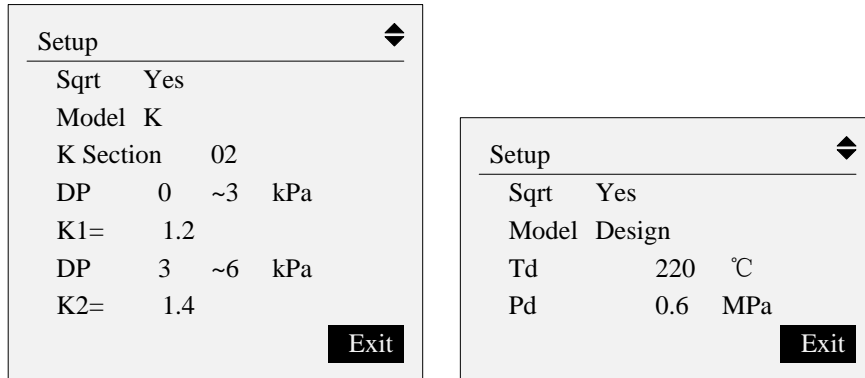 Setup
Sqrt Yes
Model K
K Section 02
DP 0 ~3 kPa
K1= 1.2
DP 3 ~6 kPa
K2= 1.4
Exit
Setup
Sqrt Yes
Model Design
Td 220 ℃
Pd 0.6 MPa
Exit